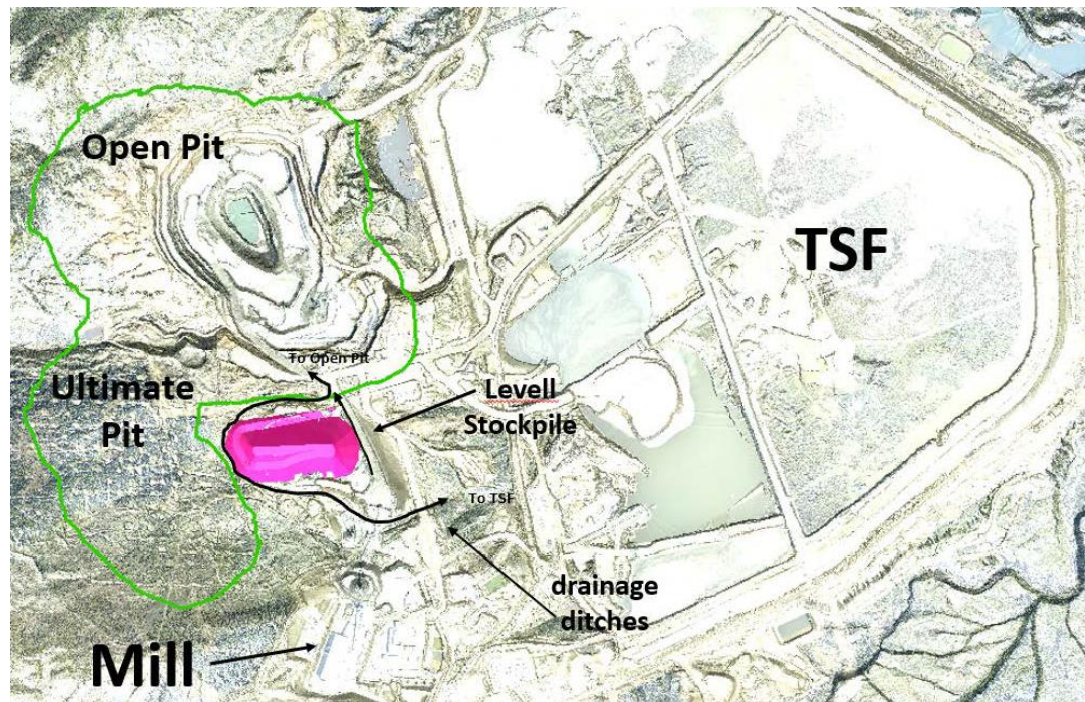 Open Pit
TSF
To Open Pit
Ultimate
Pit
Levell
Stockpile
To TSF
drainage
ditches
Mill